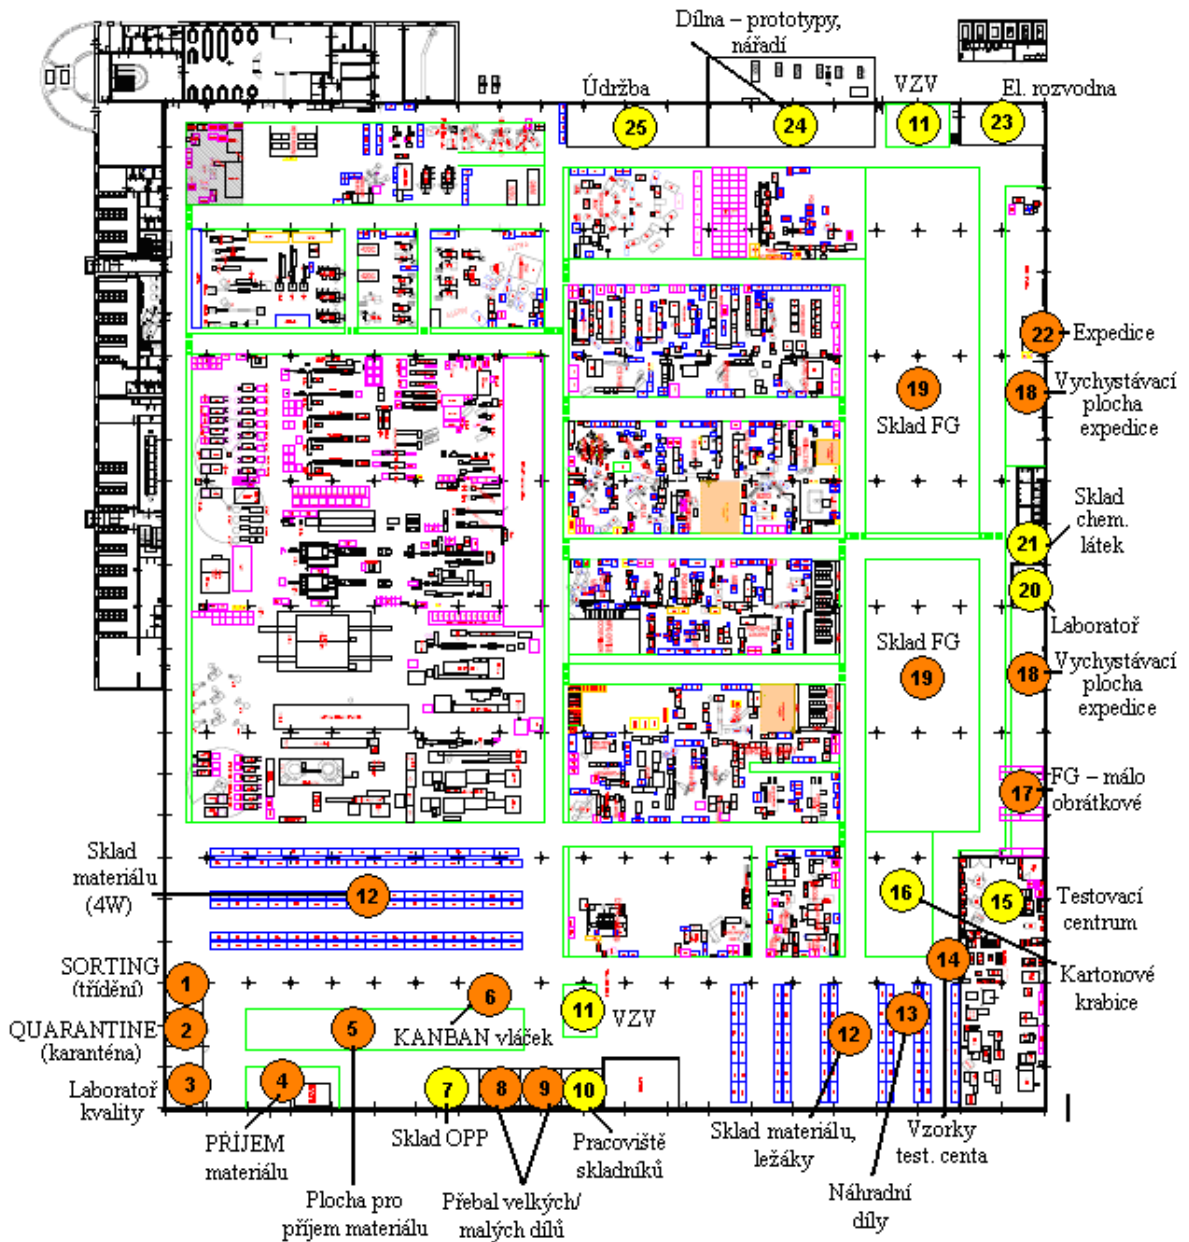 Dílna – prototypy,
nářadí
Údržba
VZV
El. rozvodna
25
24
11
23
22
Expedice
19
Sklad FG
18
Vychystávací
plocha
expedice
21
Sklad
chem.
látek
20
Laboratoř
Sklad FG
19
18
Vychystávací
plocha
expedice
17
FG – málo
obrátkové
Sklad
materiálu
(4W)
12
16
15
Testovací
centrum
14
Kartonové
krabice
SORTING
(třídění)
1
6
11
VZV
QUARANTINE
(karanténa)
2
5
KANBAN vláček
12
13
Laboratoř
kvality
3
4
7
8
9
10
PŘÍJEM
materiálu
Sklad OPP
Pracoviště
skladníků
Sklad materiálu,
ležáky
Vzorky
test. centa
Plocha pro
příjem materiálu
Přebal velkých/
malých dílů
Náhradní
díly